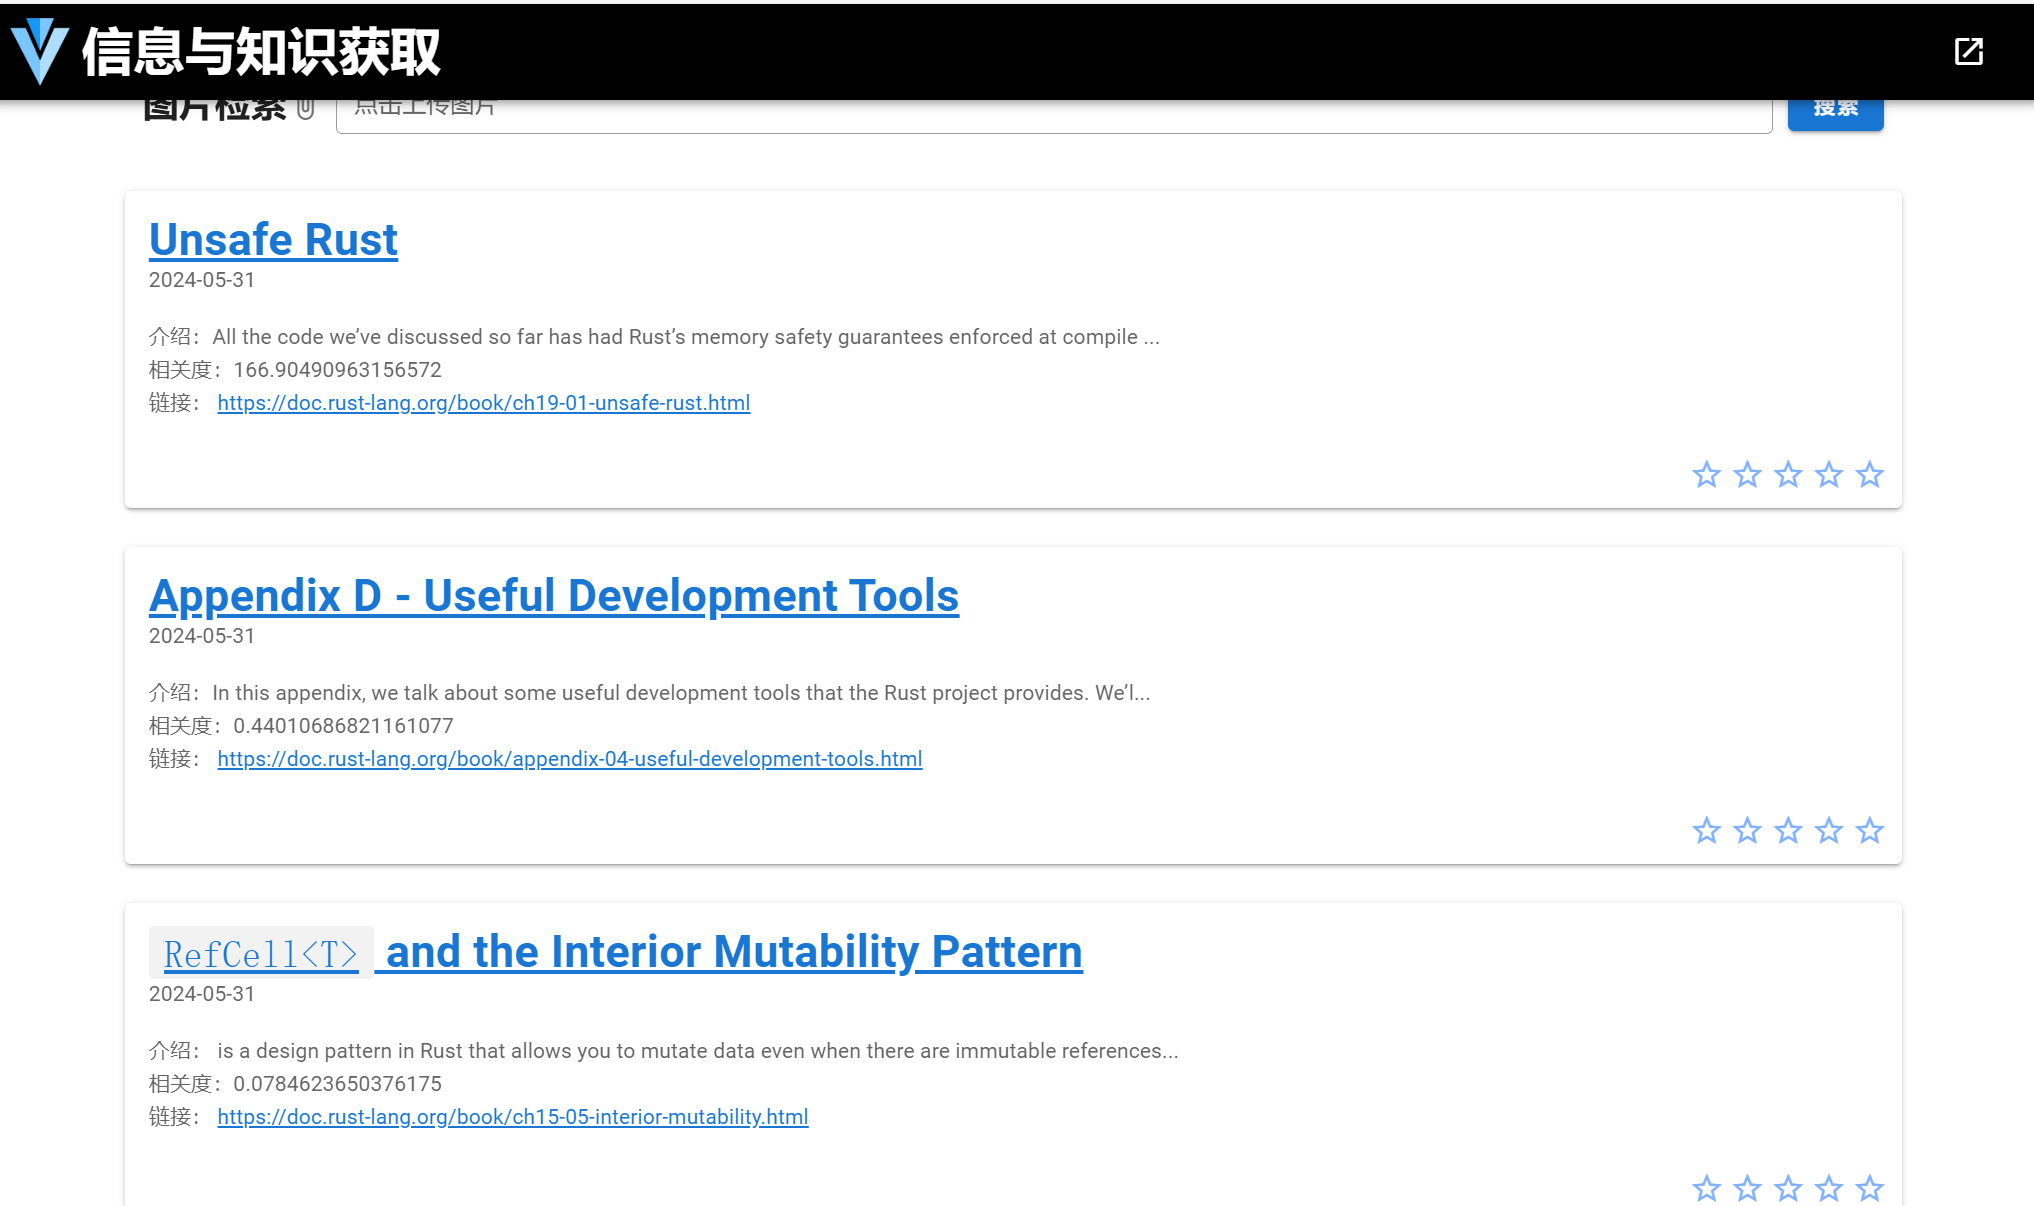 信息与知识获取
图片检索 点击上传图片 搜索
Unsafe Rust
2024-05-31
介绍：All the code we’ve discussed so far has had Rust’s memory safety guarantees enforced at compile ...
相关度：166.90490963156572
链接： https://doc.rust-lang.org/book/ch19-01-unsafe-rust.html
Appendix D - Useful Development Tools
2024-05-31
介绍：In this appendix, we talk about some useful development tools that the Rust project provides. We’l...
相关度：0.44010686821161077
链接： https://doc.rust-lang.org/book/appendix-04-useful-development-tools.html
RefCell<T> and the Interior Mutability Pattern
2024-05-31
介绍： is a design pattern in Rust that allows you to mutate data even when there are immutable references...
相关度：0.0784623650376175
链接： https://doc.rust-lang.org/book/ch15-05-interior-mutability.html